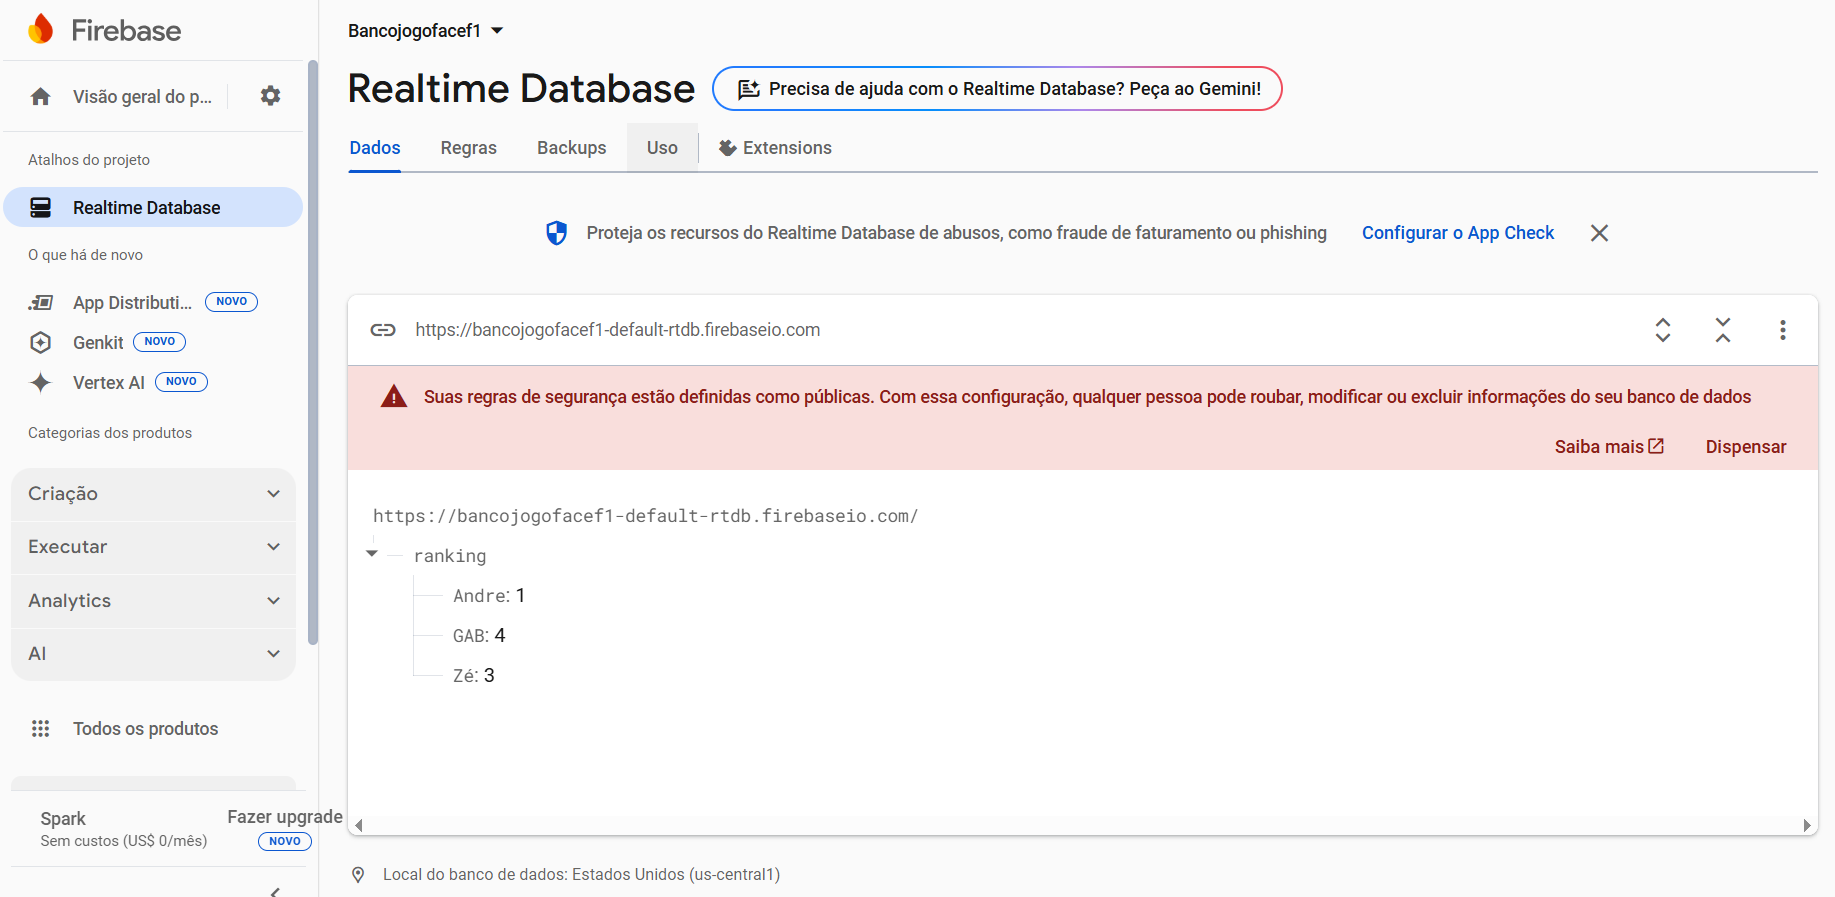 Firebase
Visão geral do p...
Atalhos do projeto
Realtime Database
O que há de novo
App Distributi... NOVO
Genkit NOVO
Vertex AI NOVO
Categorias dos produtos
Criação
Executar
Analytics
AI
Todos os produtos
Spark
Sem custos (US$ 0/mês)
Fazer upgrade
NOVO
Bancojogofacef1
Realtime Database
Precisa de ajuda com o Realtime Database? Peça ao Gemini!
Dados Regras Backups Uso Extensions
Proteja os recursos do Realtime Database de abusos, como fraude de faturamento ou phishing Configurar o App Check
https://bancojogofacef1-default-rtdb.firebaseio.com
Suas regras de segurança estão definidas como públicas. Com essa configuração, qualquer pessoa pode roubar, modificar ou excluir informações do seu banco de dados
Saiba mais Dispensar
https://bancojogofacef1-default-rtdb.firebaseio.com/
ranking
Andre: 1
GAB: 4
Zé: 3
Local do banco de dados: Estados Unidos (us-central1)